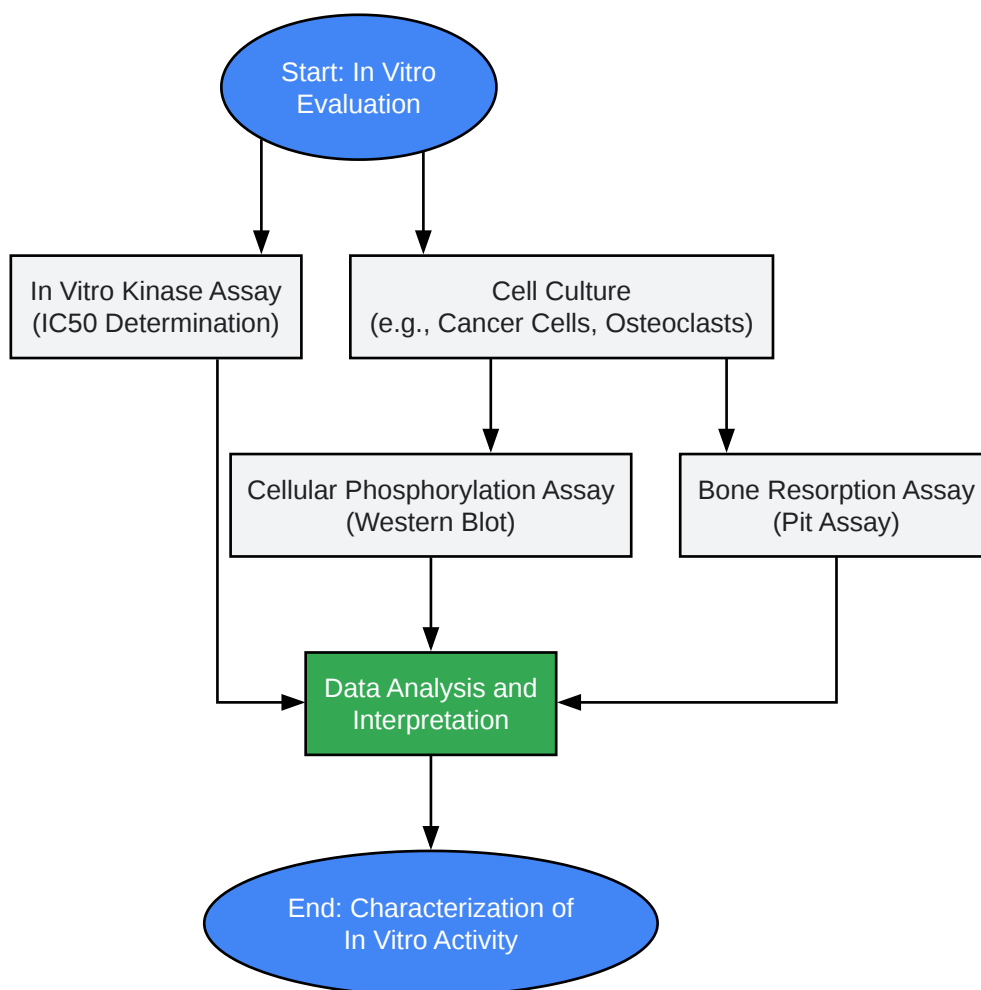 Start: In Vitro
Evaluation
In Vitro Kinase Assay
(IC50 Determination)
Cell Culture
(e.g., Cancer Cells, Osteoclasts)
Cellular Phosphorylation Assay
(Western Blot)
Bone Resorption Assay
(Pit Assay)
Data Analysis and
Interpretation
End: Characterization of
In Vitro Activity